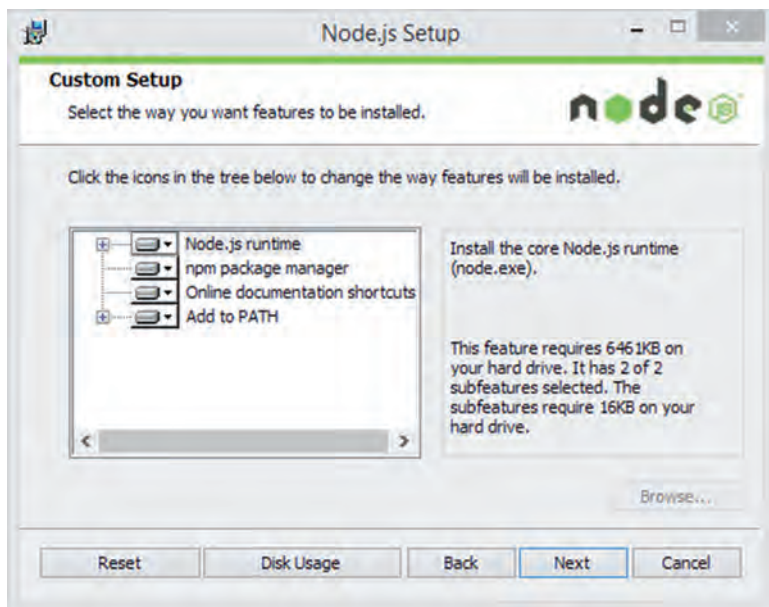 Node.js Setup
Custom Setup
Select the way you want features to be installed.
node
JS
Click the icons in the tree below to change the way features will be installed.
Node.js runtime
npm package manager
Online documentation shortcuts
Add to PATH
Install the core Node.js runtime
(node.exe).
This feature requires 6461KB on
your hard drive. It has 2 of 2
subfeatures selected. The
subfeatures require 16KB on your
hard drive.
Browse...
Reset
Disk Usage
Back
Next
Cancel